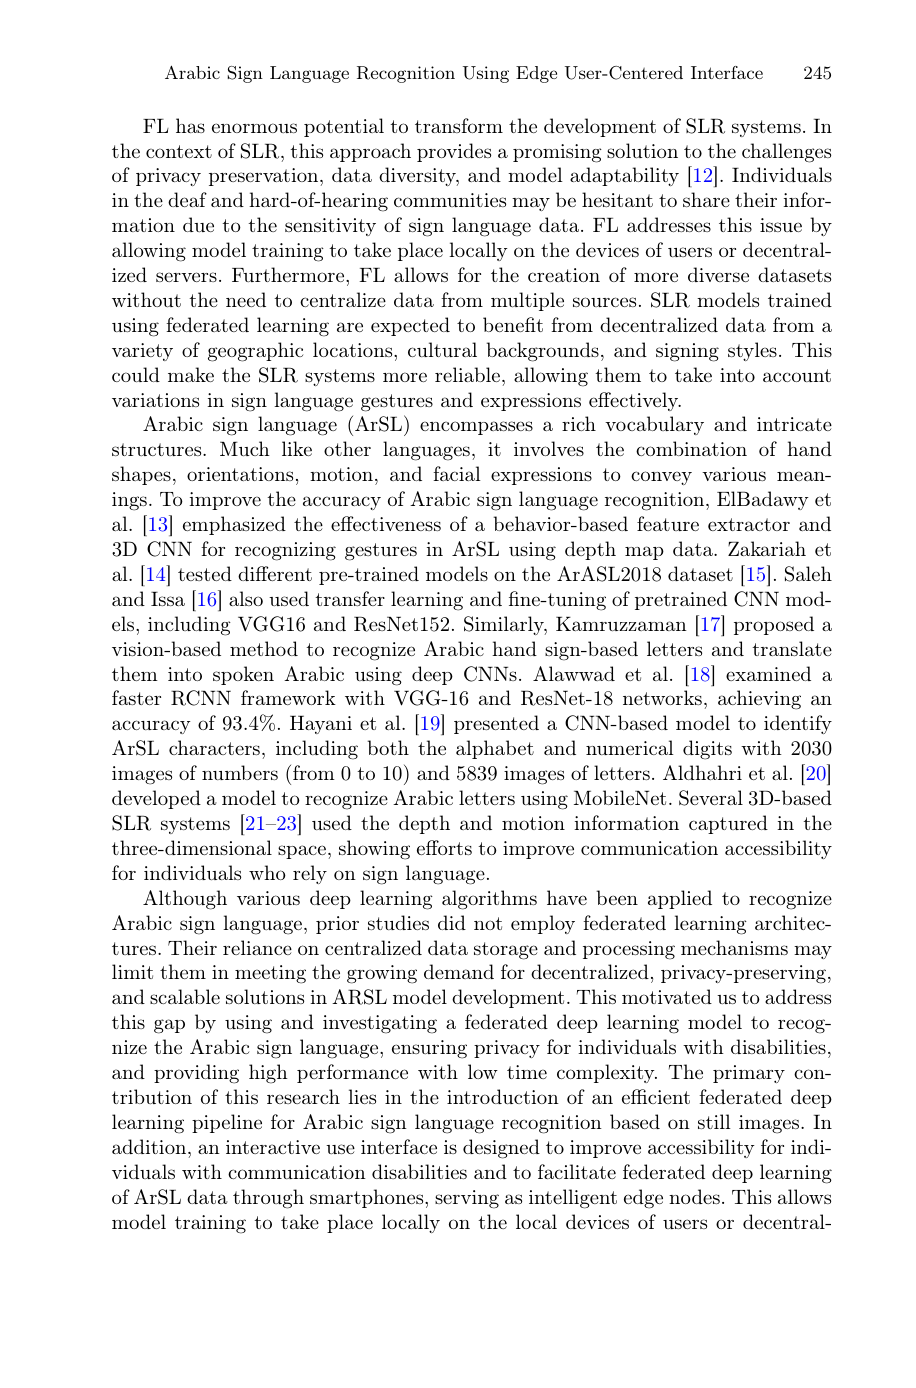 Arabic Sign Language Recognition Using Edge User-Centered Interface 245
FL has enormous potential to transform the development of SLR systems. In
the context of SLR, this approach provides a promising solution to the challenges
of privacy preservation, data diversity, and model adaptability [12]. Individuals
in the deaf and hard-of-hearing communities may be hesitant to share their infor-
mation due to the sensitivity of sign language data. FL addresses this issue by
allowing model training to take place locally on the devices of users or decentral-
ized servers. Furthermore, FL allows for the creation of more diverse datasets
without the need to centralize data from multiple sources. SLR models trained
using federated learning are expected to benefit from decentralized data from a
variety of geographic locations, cultural backgrounds, and signing styles. This
could make the SLR systems more reliable, allowing them to take into account
variations in sign language gestures and expressions effectively.
Arabic sign language (ArSL) encompasses a rich vocabulary and intricate
structures. Much like other languages, it involves the combination of hand
shapes, orientations, motion, and facial expressions to convey various mean-
ings. To improve the accuracy of Arabic sign language recognition, ElBadawy et
al. [13] emphasized the effectiveness of a behavior-based feature extractor and
3D CNN for recognizing gestures in ArSL using depth map data. Zakariah et
al. [14] tested different pre-trained models on the ArASL2018 dataset [15]. Saleh
and Issa [16] also used transfer learning and fine-tuning of pretrained CNN mod-
els, including VGG16 and ResNet152. Similarly, Kamruzzaman [17] proposed a
vision-based method to recognize Arabic hand sign-based letters and translate
them into spoken Arabic using deep CNNs. Alawwad et al. [18] examined a
faster RCNN framework with VGG-16 and ResNet-18 networks, achieving an
accuracy of 93.4%. Hayani et al. [19] presented a CNN-based model to identify
ArSL characters, including both the alphabet and numerical digits with 2030
images of numbers (from 0 to 10) and 5839 images of letters. Aldhahri et al. [20]
developed a model to recognize Arabic letters using MobileNet. Several 3D-based
SLR systems [21–23] used the depth and motion information captured in the
three-dimensional space, showing efforts to improve communication accessibility
for individuals who rely on sign language.
Although various deep learning algorithms have been applied to recognize
Arabic sign language, prior studies did not employ federated learning architec-
tures. Their reliance on centralized data storage and processing mechanisms may
limit them in meeting the growing demand for decentralized, privacy-preserving,
and scalable solutions in ARSL model development. This motivated us to address
this gap by using and investigating a federated deep learning model to recog-
nize the Arabic sign language, ensuring privacy for individuals with disabilities,
and providing high performance with low time complexity. The primary con-
tribution of this research lies in the introduction of an efficient federated deep
learning pipeline for Arabic sign language recognition based on still images. In
addition, an interactive use interface is designed to improve accessibility for indi-
viduals with communication disabilities and to facilitate federated deep learning
of ArSL data through smartphones, serving as intelligent edge nodes. This allows
model training to take place locally on the local devices of users or decentral-